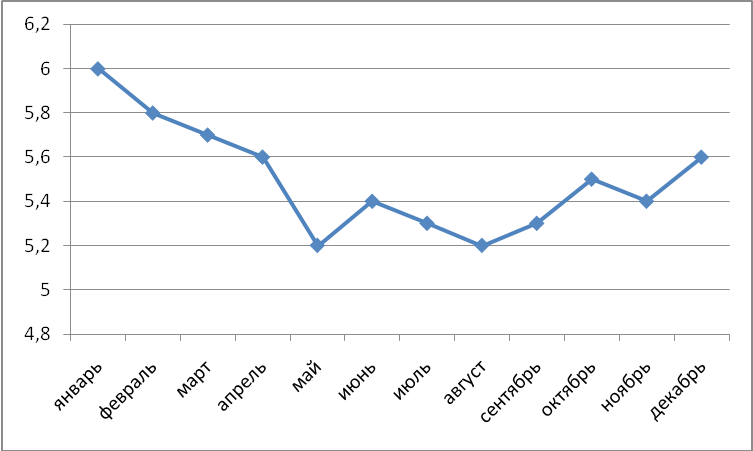 6,2
6
5,8
5,6
5,4
5,2
5
4,8
январь
февраль
март
апрель
май
июнь
июль
август
сентябрь
октябрь
ноябрь
декабрь